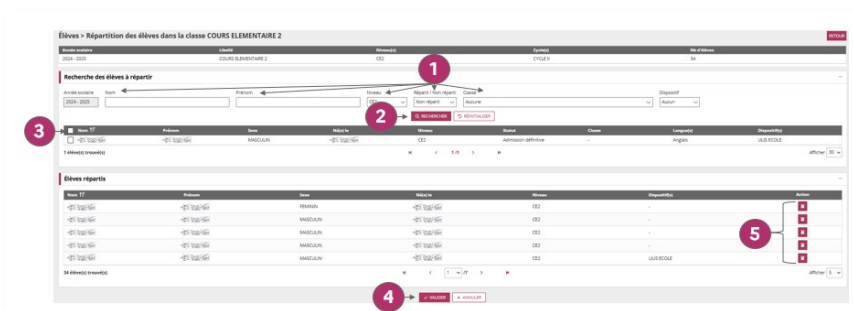 Élèves > Répartition des élèves dans la classe COURS ELEMENTAIRE 2
RETOUR
Année scolaire Libellé Niveau(x) Cycle(s) Nb d'élèves
2024 - 2025 COURS ELEMENTAIRE 2 CE2 CYCLE II 34
1
Recherche des élèves à répartir
Année scolaire Nom Prénom Niveau Réparti / Non réparti Classe Dispositif
2024 - 2025 CE2 Non réparti Aucune Aucun
2
RECHERCHER RÉINITIALISER
3
Nom Prénom Sexe Né(e) le Niveau Statut Classe Langue(s) Dispositif(s)
MASCULIN CE2 Admission définitive - Anglais ULIS ECOLE
1 élève(s) trouvé(s) 1 /1 Afficher 30
Élèves répartis
Nom Prénom Sexe Né(e) le Niveau Dispositif(s) Action
FEMININ CE2 -
MASCULIN CE2 -
MASCULIN CE2 -
5
MASCULIN CE2 -
MASCULIN CE2 ULIS ECOLE
34 élève(s) trouvé(s) 1 /7 Afficher 5
4
VALIDER ANNULER